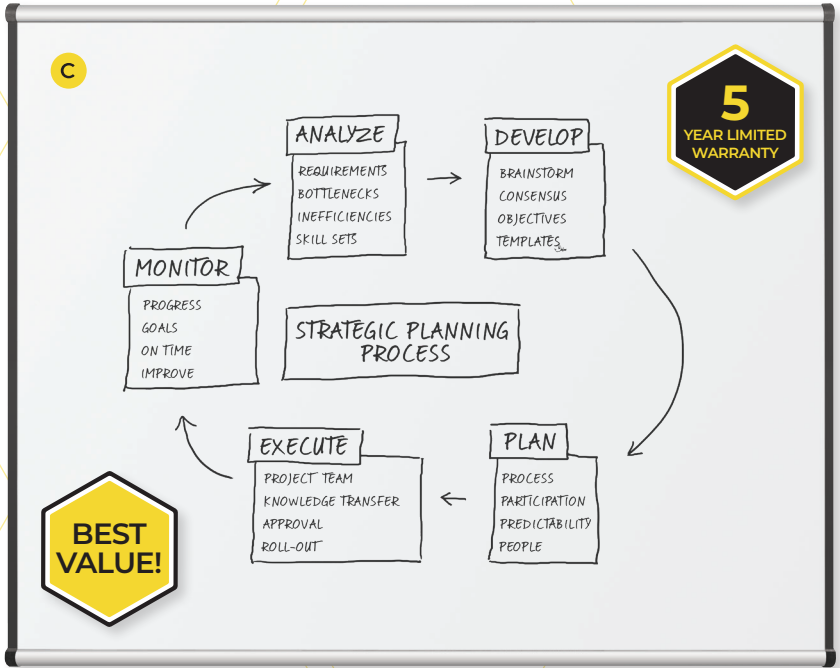 C
5
YEAR LIMITED
WARRANTY
ANALYZE
REQUIREMENTS
BOTTLENECKS
INEFFICIENCIES
SKILL SETS
DEVELOP
BRAINSTORM
CONSENSUS
OBJECTIVES
TEMPLATES
MONITOR
PROGRESS
GOALS
ON TIME
IMPROVE
STRATEGIC PLANNING
PROCESS
EXECUTE
PROJECT TEAM
KNOWLEDGE TRANSFER
APPROVAL
ROLL-OUT
PLAN
PROCESS
PARTICIPATION
PREDICTABILITY
PEOPLE
BEST
VALUE!